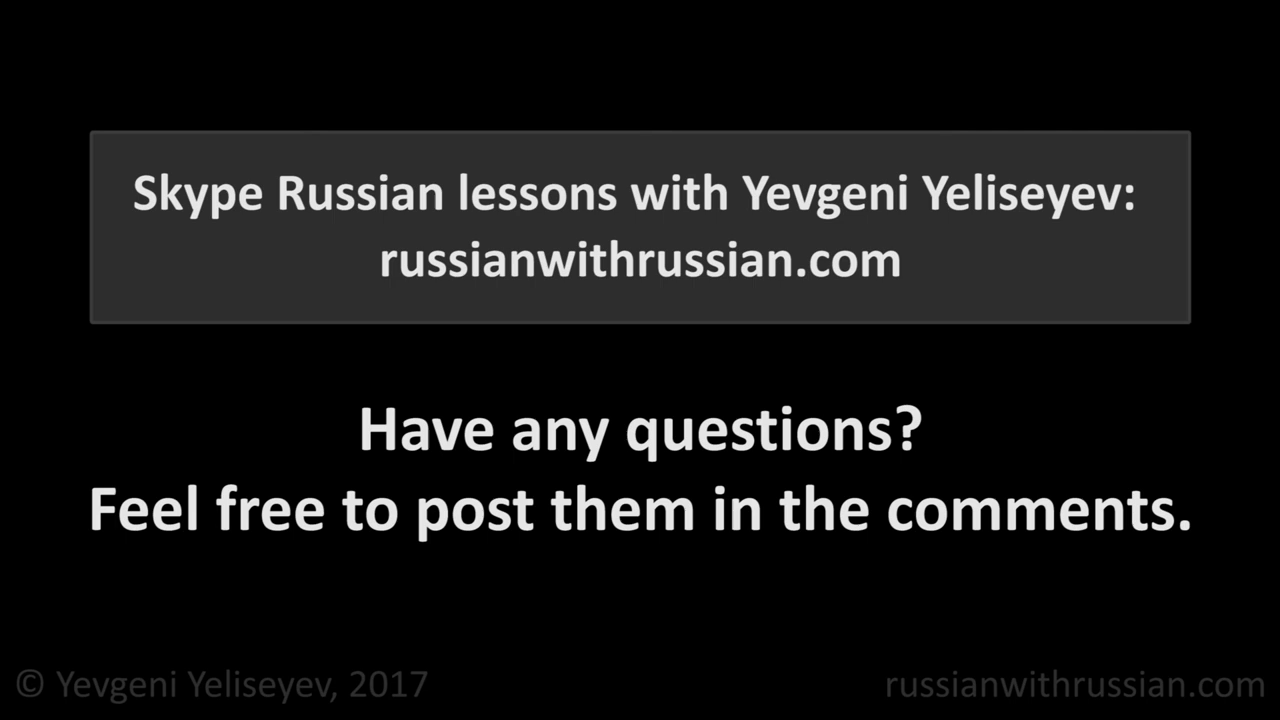 Skype Russian lessons with Yevgeni Yeliseyev:
russianwithrussian.com
Have any questions?
Feel free to post them in the comments.
© Yevgeni Yeliseyev, 2017
russianwithrussian.com